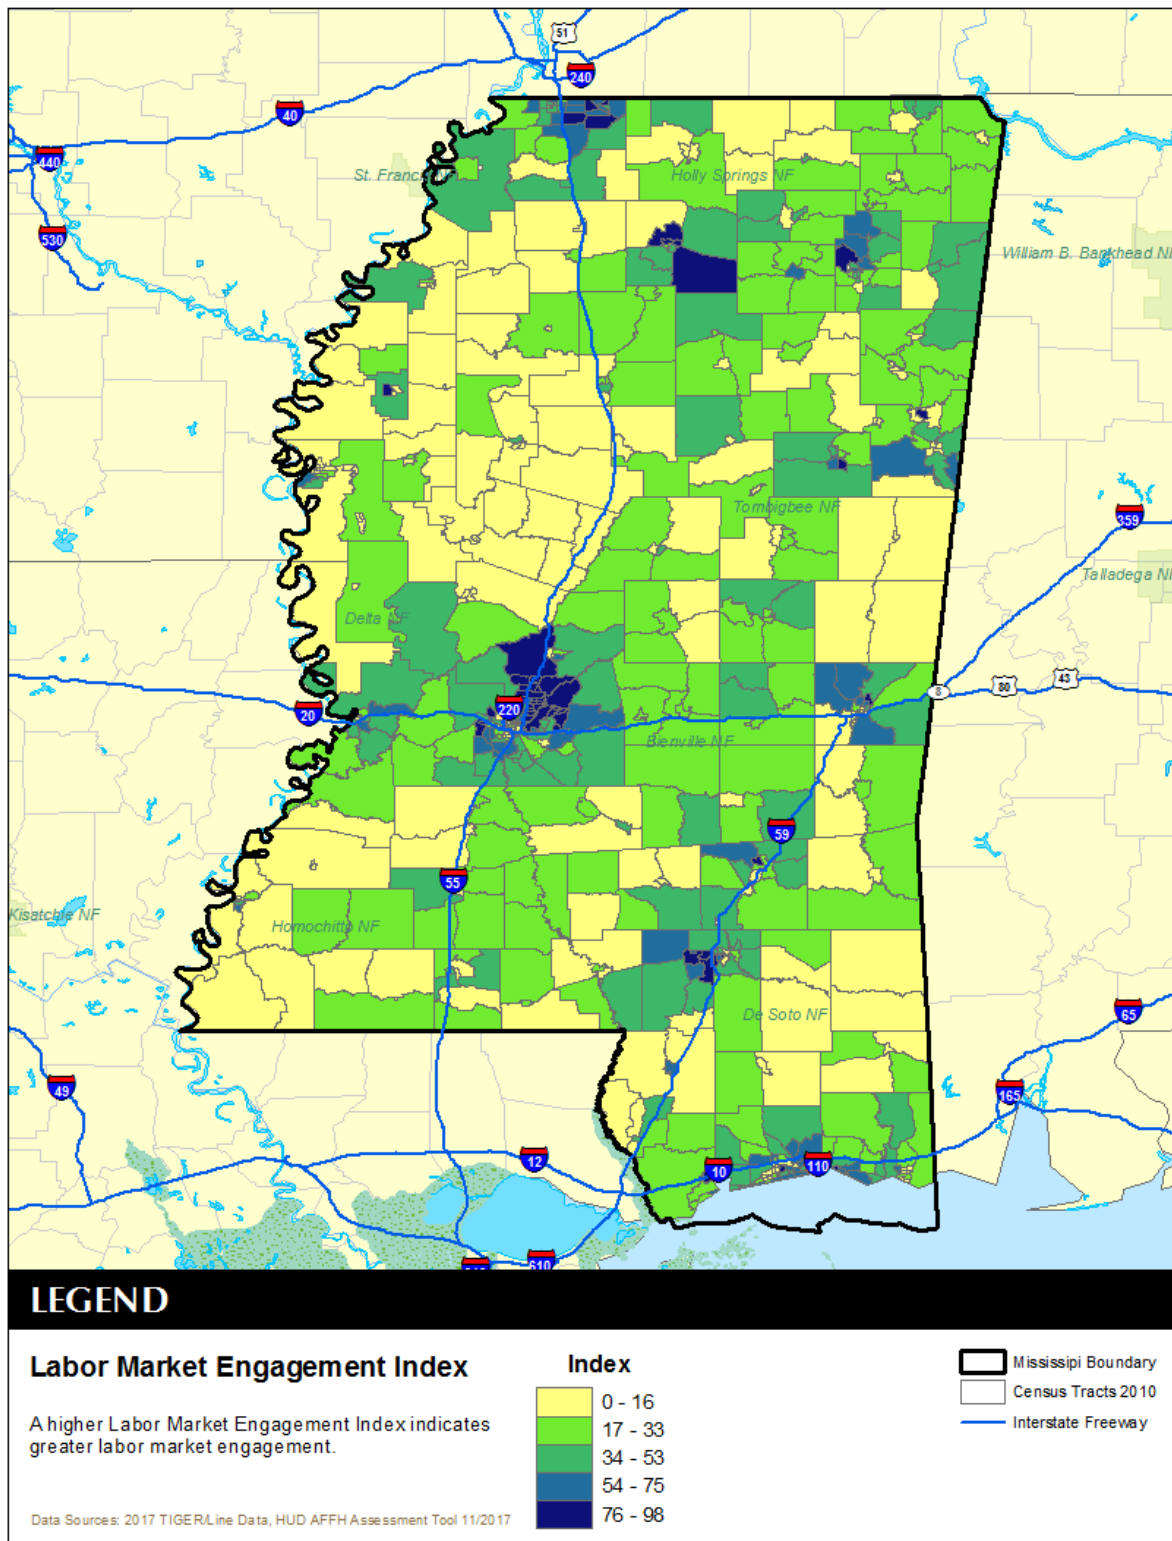 51
240
40
440
St. Franci
Holly Springs NF
530
William B. Bankhead N
359
Tombigbee NF
Talladega N
Delta NF
43
80
8
20
220
Bienville NF
59
55
Kisatchie NF
Homochitto NF
65
De Soto NF
49
165
12
10
110
610
LEGEND
Labor Market Engagement Index
A higher Labor Market Engagement Index indicates
greater labor market engagement.
Data Sources: 2017 TIGER/Line Data, HUD AFFH Assessment Tool 11/2017
Index
0 - 16
17 - 33
34 - 53
54 - 75
76 - 98
Mississipi Boundary
Census Tracts 2010
Interstate Freeway